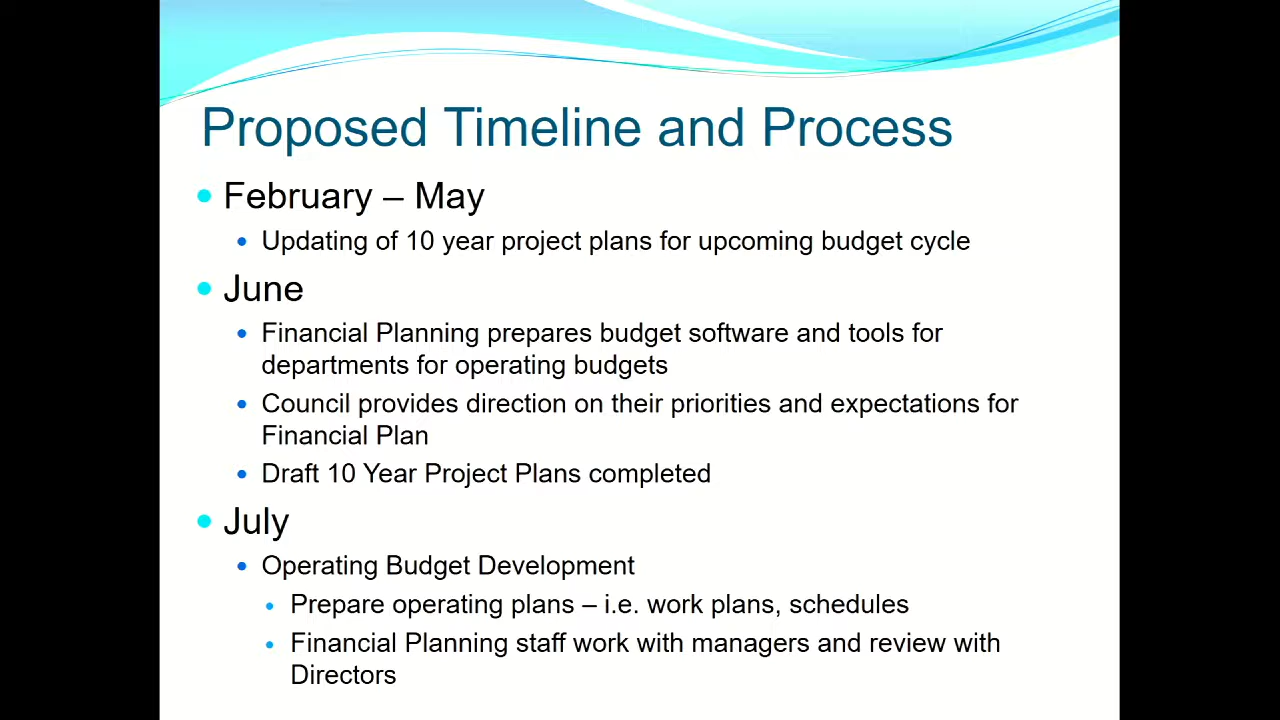 Proposed Timeline and Process
February – May
Updating of 10 year project plans for upcoming budget cycle
June
Financial Planning prepares budget software and tools for
departments for operating budgets
Council provides direction on their priorities and expectations for
Financial Plan
Draft 10 Year Project Plans completed
July
Operating Budget Development
Prepare operating plans – i.e. work plans, schedules
Financial Planning staff work with managers and review with
Directors